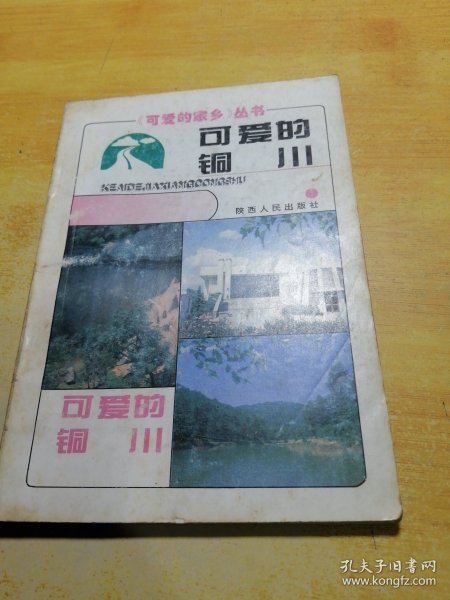 《可爱的家乡》丛书
可爱的
铜川
KEAIDEJIAXIANGCONGSHU
陕西人民出版社
可爱的
铜川
孔夫子旧书网
www.kongfz.com